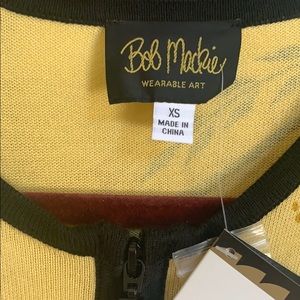 Bob Mackie
WEARABLE ART
XS
MADE IN
CHINA